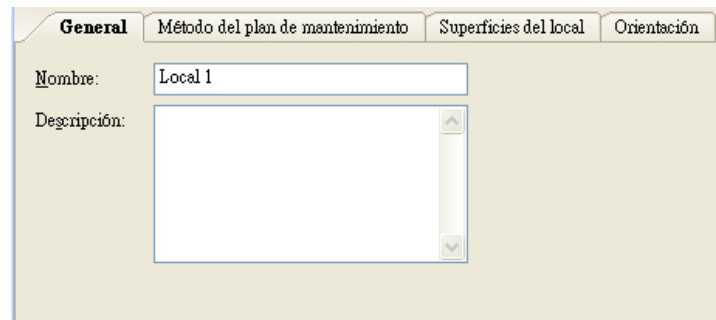 General Método del plan de mantenimiento Superficies del local Orientación
Nombre: Local 1
Descripción: